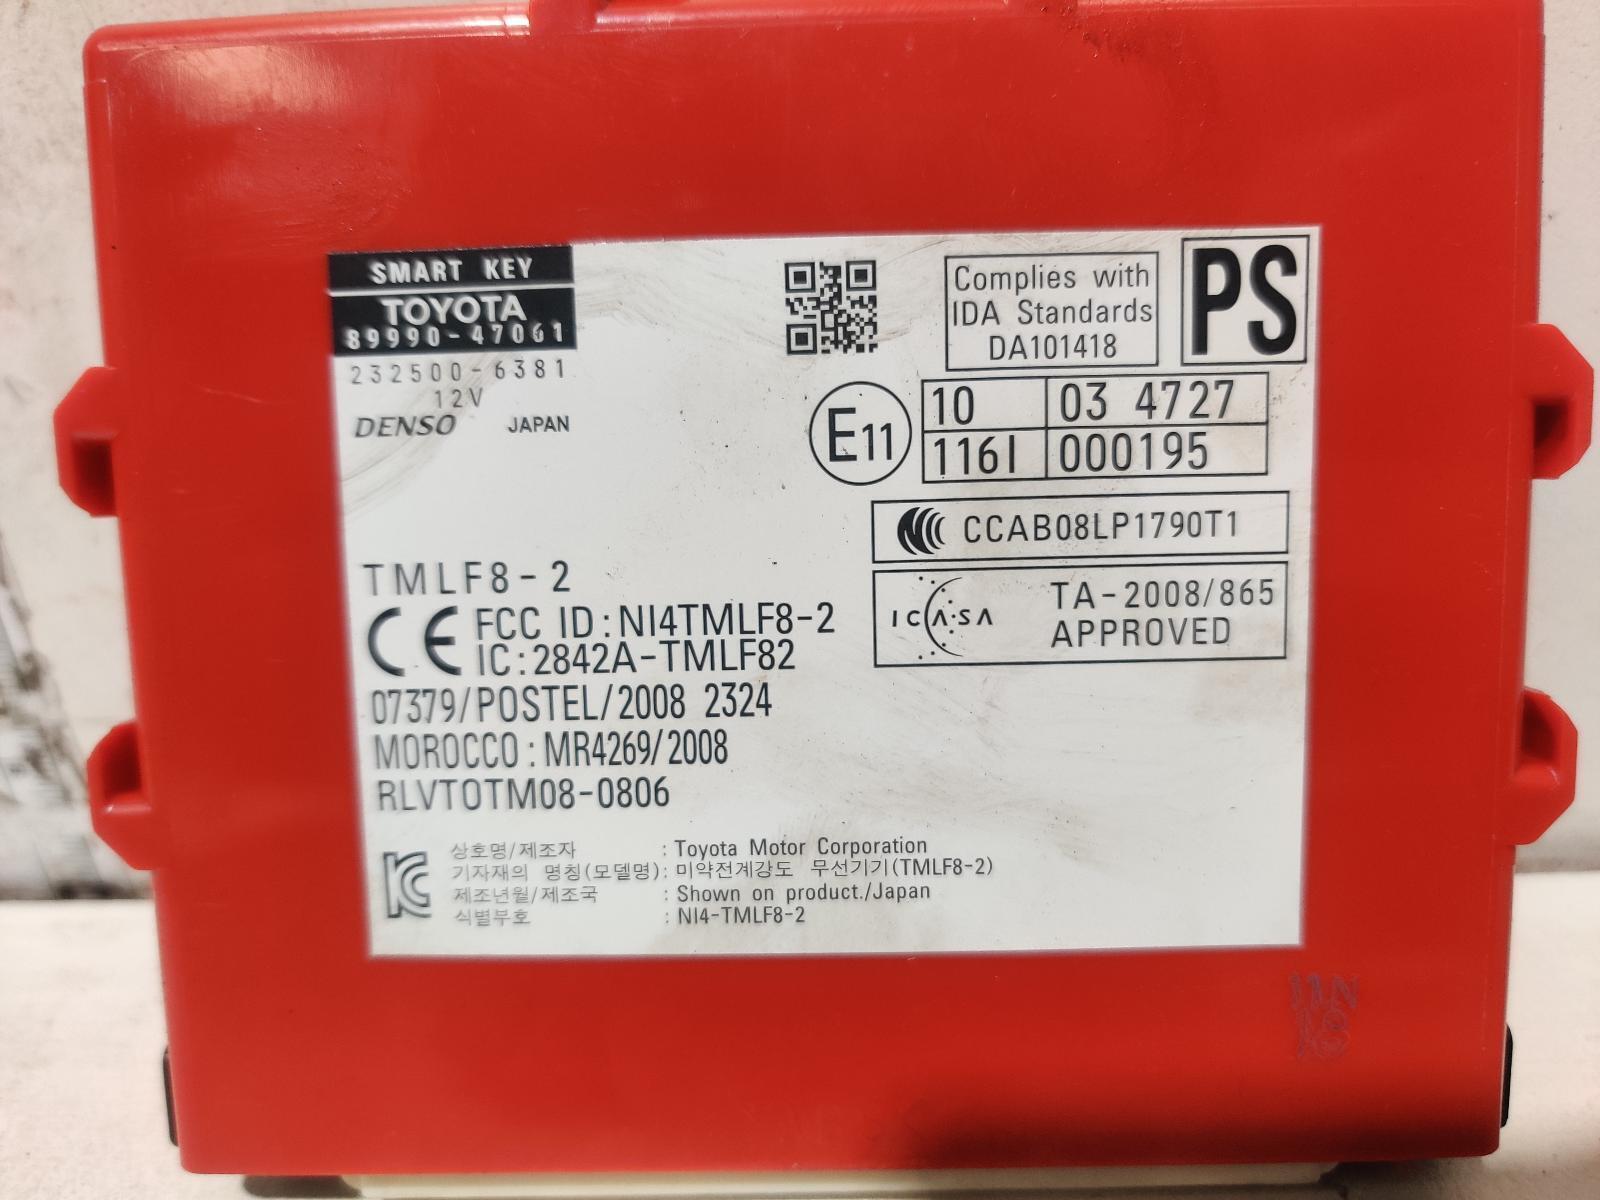 SMART KEY
TOYOTA
89990-47061
232500-6381
12V
DENSO JAPAN
Complies with
IDA Standards
DA101418
PS
E11
10 03 4727
116I 000195
CCAB08LP1790T1
ICASA TA-2008/865
APPROVED
TMLF8-2
CE FCC ID:NI4TMLF8-2
IC:2842A-TMLF82
07379/POSTEL/2008 2324
MOROCCO:MR4269/2008
RLVTOTM08-0806
상호명/제조자 : Toyota Motor Corporation
기자재의 명칭(모델명): 미약전계강도 무선기기(TMLF8-2)
제조년월/제조국 : Shown on product./Japan
식별부호 : NI4-TMLF8-2